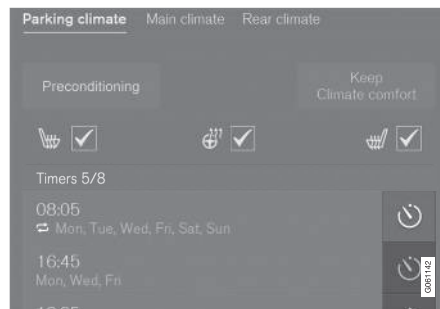 Parking climate Main climate Rear climate
Preconditioning
Keep
Climate comfort
Timers 5/8
08:05
Mon, Tue, Wed, Fri, Sat, Sun
16:45
Mon, Wed, Fri
G061142